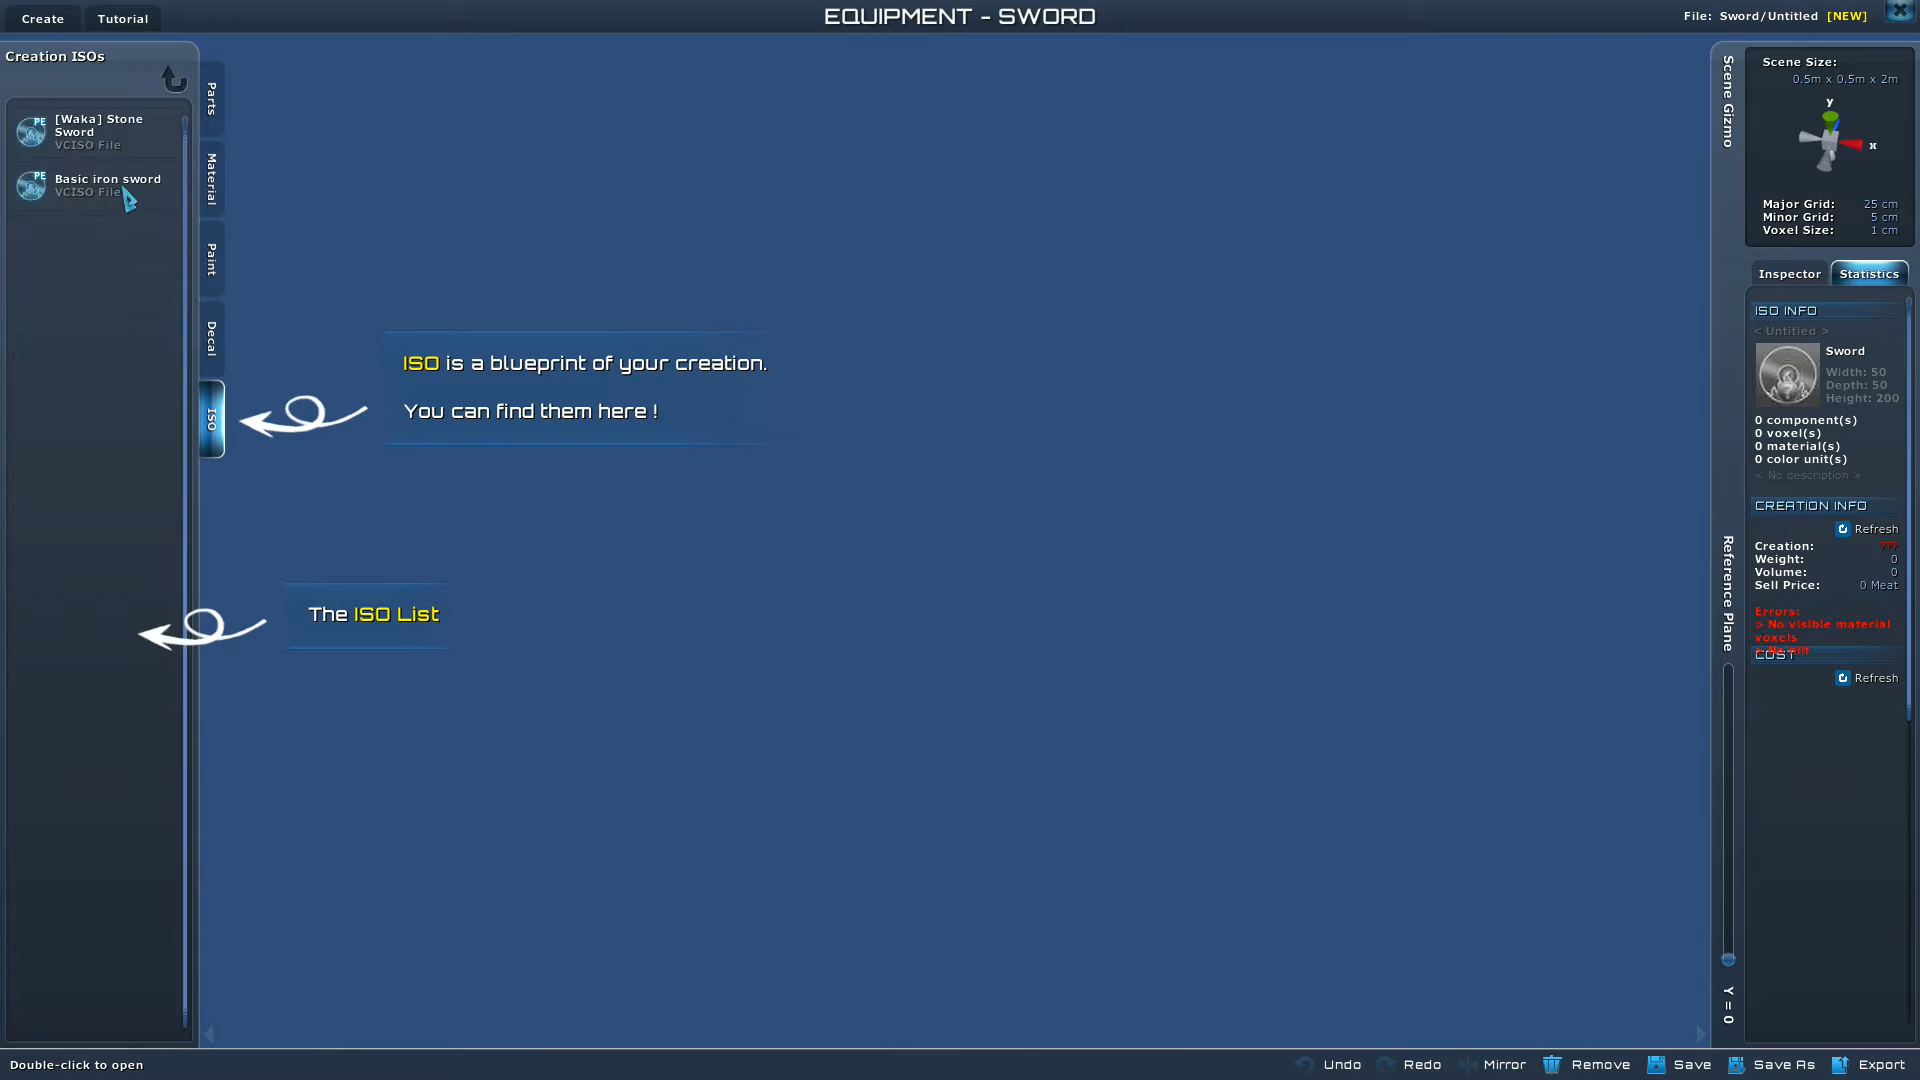 Create
Tutorial
EQUIPMENT - SWORD
File: Sword/Untitled [NEW]
Creation ISOs
PE
[Waka] Stone
Sword
VCISO File
PE
Basic iron sword
VCISO File
Parts
Material
Paint
Decal
ISO
ISO is a blueprint of your creation.
You can find them here !
The ISO List
Scene Gizmo
Scene Size:
0.5m x 0.5m x 2m
y
x
Major Grid: 25 cm
Minor Grid: 5 cm
Voxel Size: 1 cm
Inspector
Statistics
ISO INFO
< Untitled >
Sword
Width: 50
Depth: 50
Height: 200
0 component(s)
0 voxel(s)
0 material(s)
0 color unit(s)
< No description >
CREATION INFO
Refresh
Creation: ???
Weight: 0
Volume: 0
Sell Price: 0 Meat
Errors:
> No visible material
voxels
> No hilt
COST
Refresh
Reference Plane
Y = 0
Double-click to open
Undo
Redo
Mirror
Remove
Save
Save As
Export